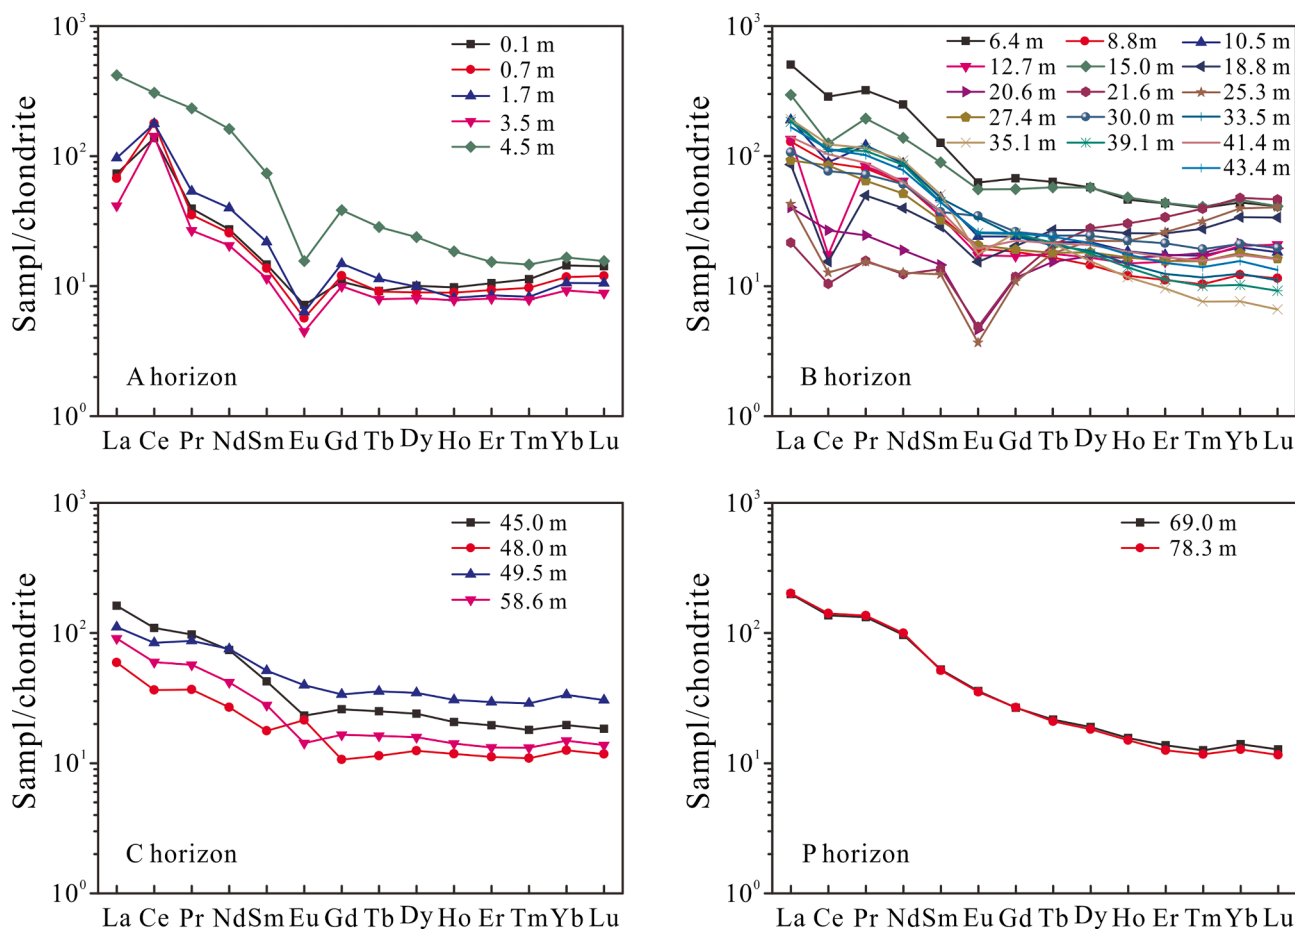 10³
10²
10¹
10⁰
Sampl/chondrite
0.1 m
0.7 m
1.7 m
3.5 m
4.5 m
A horizon
La Ce Pr Nd Sm Eu Gd Tb Dy Ho Er Tm Yb Lu
10³
10²
10¹
10⁰
Sampl/chondrite
6.4 m 8.8m 10.5 m
12.7 m 15.0 m 18.8 m
20.6 m 21.6 m 25.3 m
27.4 m 30.0 m 33.5 m
35.1 m 39.1 m 41.4 m
43.4 m
B horizon
La Ce Pr Nd Sm Eu Gd Tb Dy Ho Er Tm Yb Lu
10³
10²
10¹
10⁰
Sampl/chondrite
45.0 m
48.0 m
49.5 m
58.6 m
C horizon
La Ce Pr Nd Sm Eu Gd Tb Dy Ho Er Tm Yb Lu
10³
10²
10¹
10⁰
Sampl/chondrite
69.0 m
78.3 m
P horizon
La Ce Pr Nd Sm Eu Gd Tb Dy Ho Er Tm Yb Lu